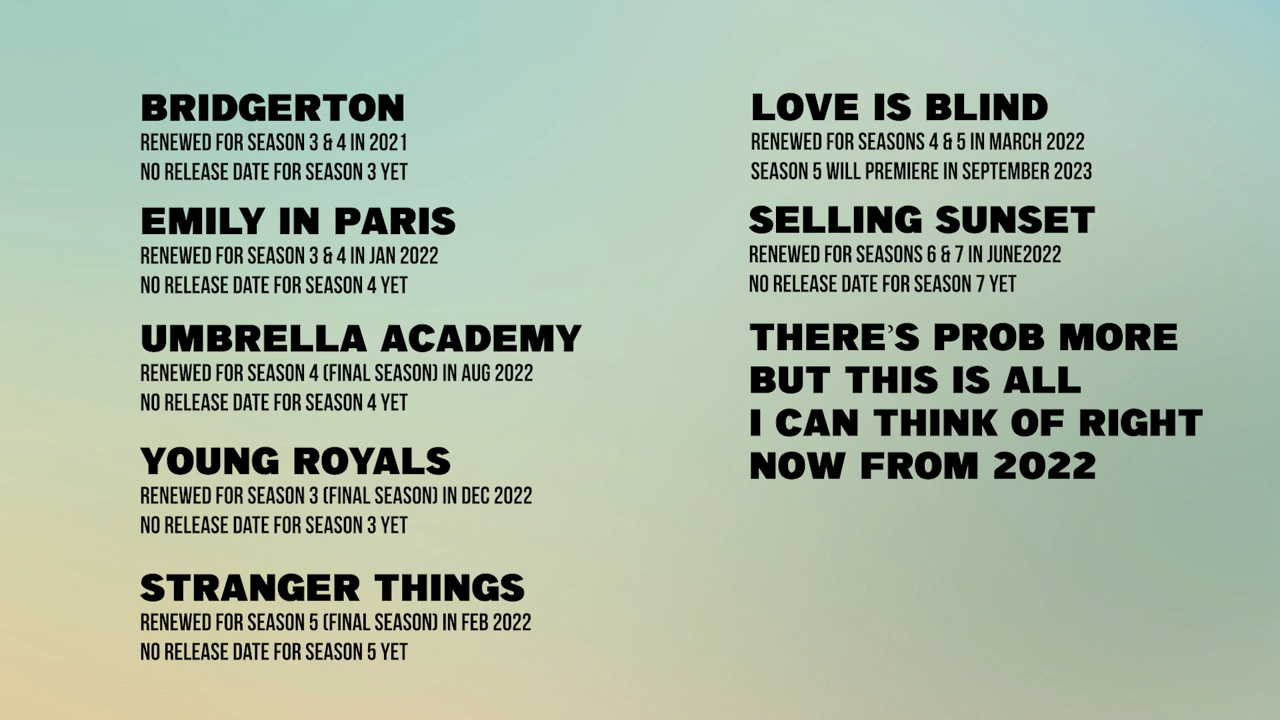 BRIDGERTON
RENEWED FOR SEASON 3 & 4 IN 2021
NO RELEASE DATE FOR SEASON 3 YET
EMILY IN PARIS
RENEWED FOR SEASON 3 & 4 IN JAN 2022
NO RELEASE DATE FOR SEASON 4 YET
UMBRELLA ACADEMY
RENEWED FOR SEASON 4 (FINAL SEASON) IN AUG 2022
NO RELEASE DATE FOR SEASON 4 YET
YOUNG ROYALS
RENEWED FOR SEASON 3 (FINAL SEASON) IN DEC 2022
NO RELEASE DATE FOR SEASON 3 YET
STRANGER THINGS
RENEWED FOR SEASON 5 (FINAL SEASON) IN FEB 2022
NO RELEASE DATE FOR SEASON 5 YET
LOVE IS BLIND
RENEWED FOR SEASONS 4 & 5 IN MARCH 2022
SEASON 5 WILL PREMIERE IN SEPTEMBER 2023
SELLING SUNSET
RENEWED FOR SEASONS 6 & 7 IN JUNE2022
NO RELEASE DATE FOR SEASON 7 YET
THERE’S PROB MORE
BUT THIS IS ALL
I CAN THINK OF RIGHT
NOW FROM 2022